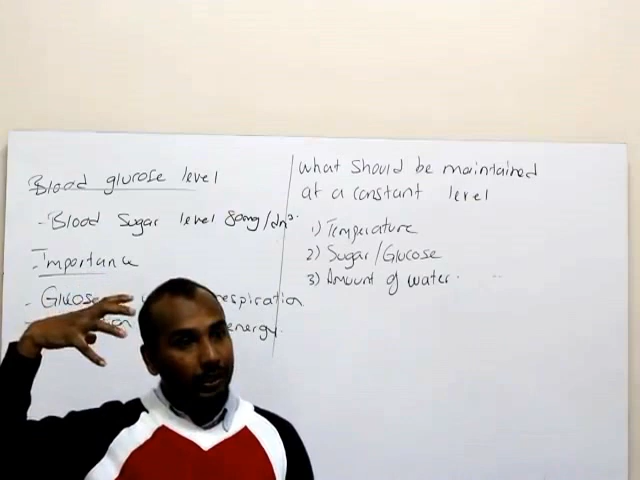 Blood glucose level
- Blood Sugar level 80mg/dm³.
- Importance
- Glucose respiration
energy.
what should be maintained
at a constant level
1) Temperature
2) Sugar/Glucose
3) Amount of water.